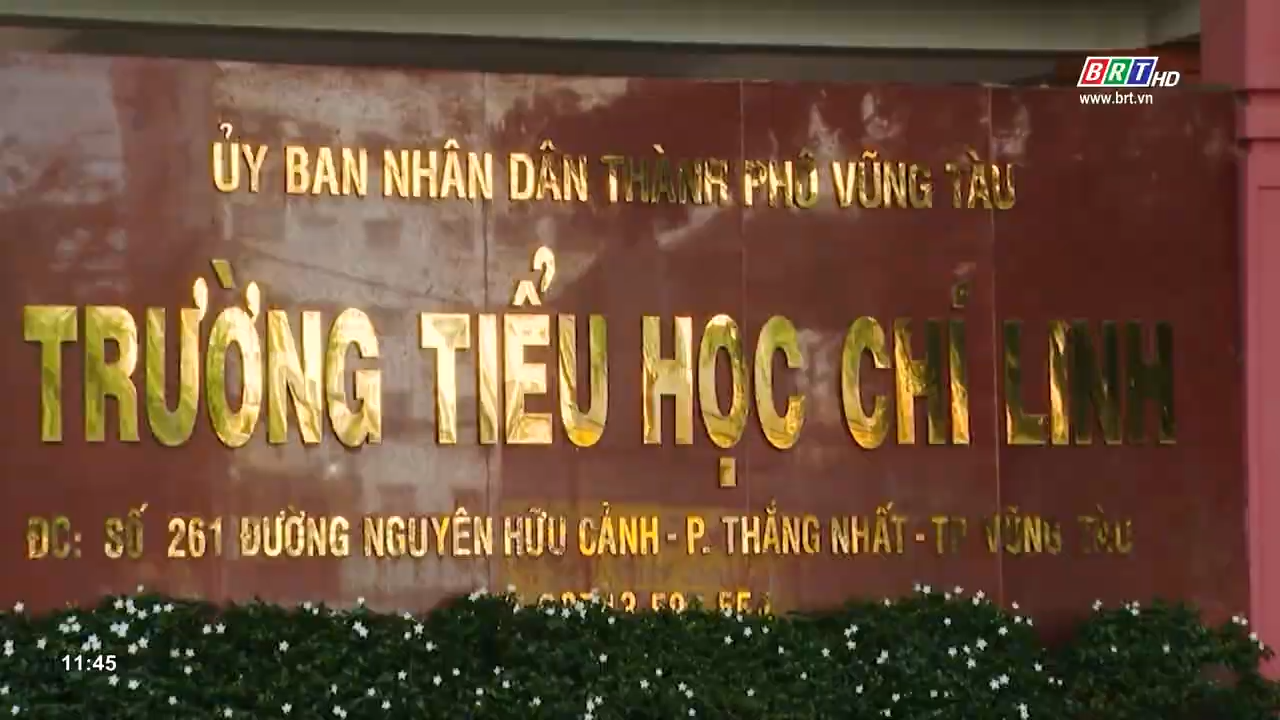 BRT HD
www.brt.vn
ỦY BAN NHÂN DÂN THÀNH PHỐ VŨNG TÀU
TRƯỜNG TIỂU HỌC CHÍ LINH
ĐC: SỐ 261 ĐƯỜNG NGUYỄN HỮU CẢNH - P. THẮNG NHẤT - TP VŨNG TÀU
11:45